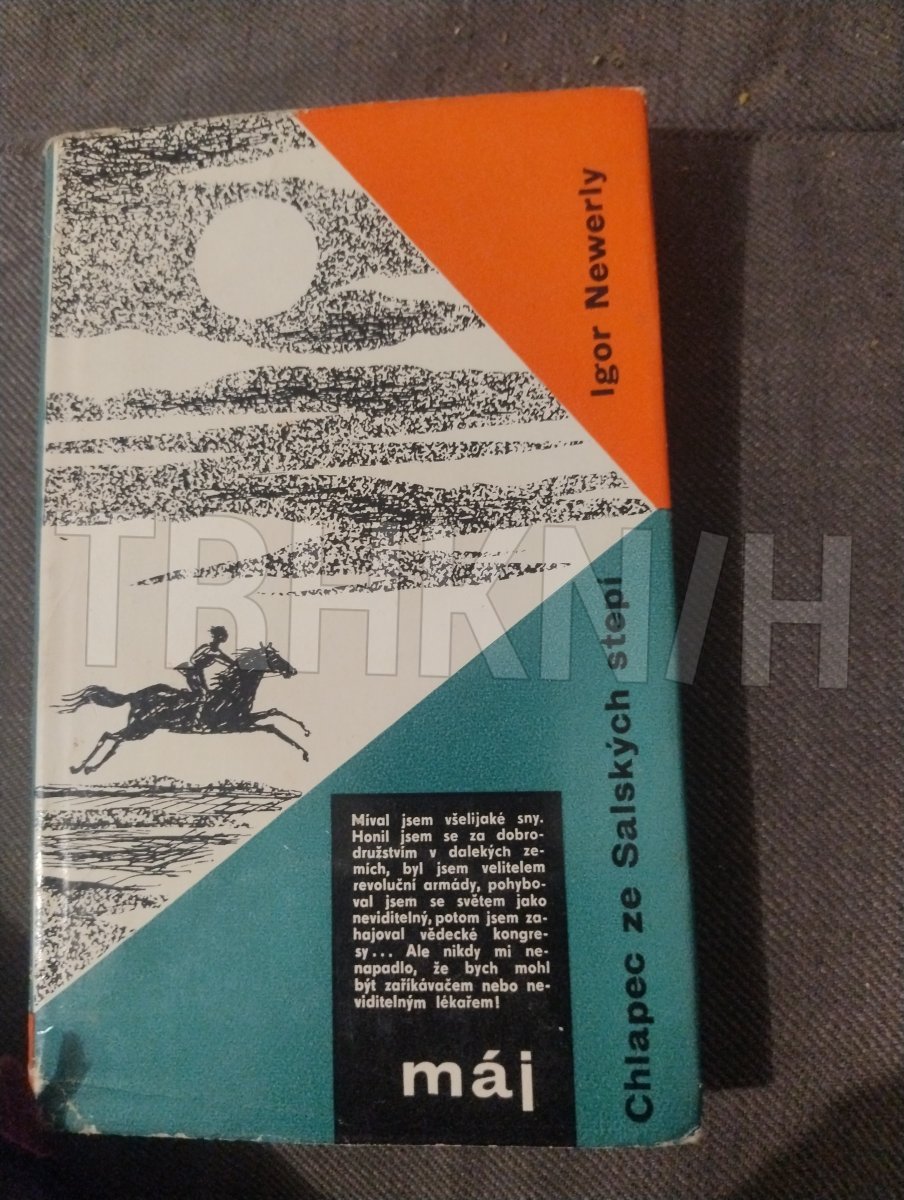 Igor Newerly
Chlapec ze Salských stepí
Míval jsem všelijaké sny.
Honil jsem se za dobro-
družstvím v dalekých ze-
mích, byl jsem velitelem
revoluční armády, pohybo-
val jsem se světem jako
neviditelný, potom jsem za-
hajoval vědecké kongre-
sy... Ale nikdy mi ne-
napadlo, že bych mohl
být zaříkávačem nebo ne-
viditelným lékařem!
máj
TRHKNIH